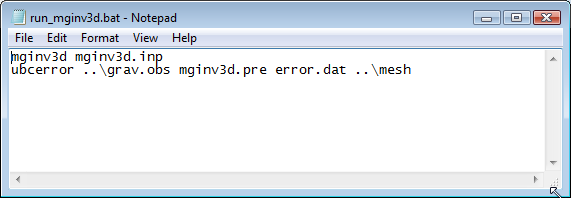 run_mginv3d.bat - Notepad
File Edit Format View Help
mginv3d mginv3d.inp
ubcerror ..\grav.obs mginv3d.pre error.dat ..\mesh